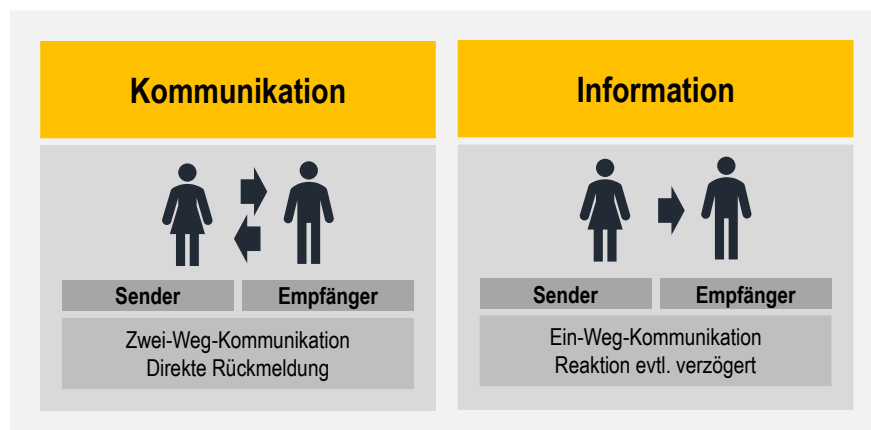 Kommunikation
Sender
Empfänger
Zwei-Weg-Kommunikation
Direkte Rückmeldung
Information
Sender
Empfänger
Ein-Weg-Kommunikation
Reaktion evtl. verzögert